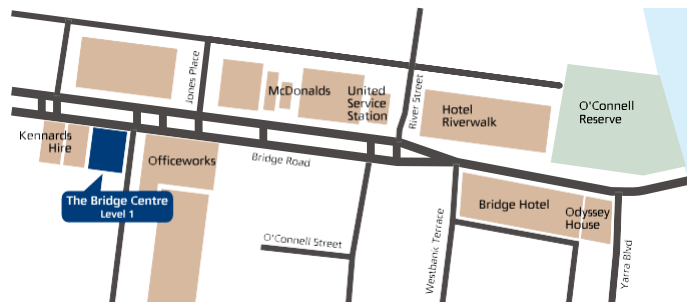 Jones Place
McDonalds
United
Service
Station
River Street
Hotel
Riverwalk
O'Connell
Reserve
Kennards
Hire
Officeworks
Bridge Road
The Bridge Centre
Level 1
O'Connell Street
Westbank Terrace
Bridge Hotel
Odyssey
House
Yarra Blvd